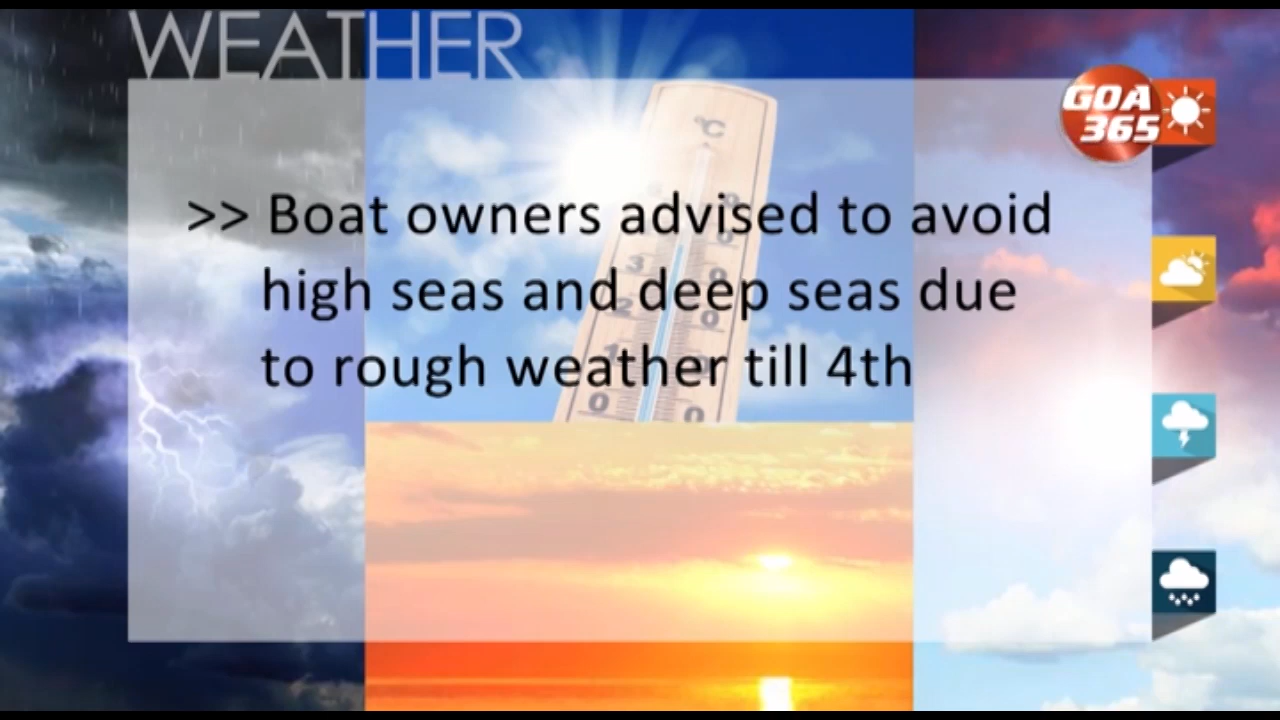 WEATHER
GOA
365
°C
>> Boat owners advised to avoid
high seas and deep seas due
to rough weather till 4th